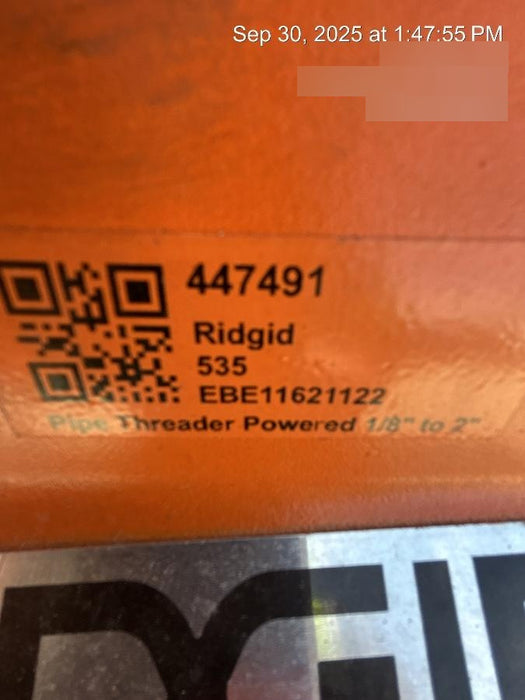 Sep 30, 2025 at 1:47:55 PM
447491
Ridgid
535
EBE11621122
Pipe Threader Powered 1/8" to 2"